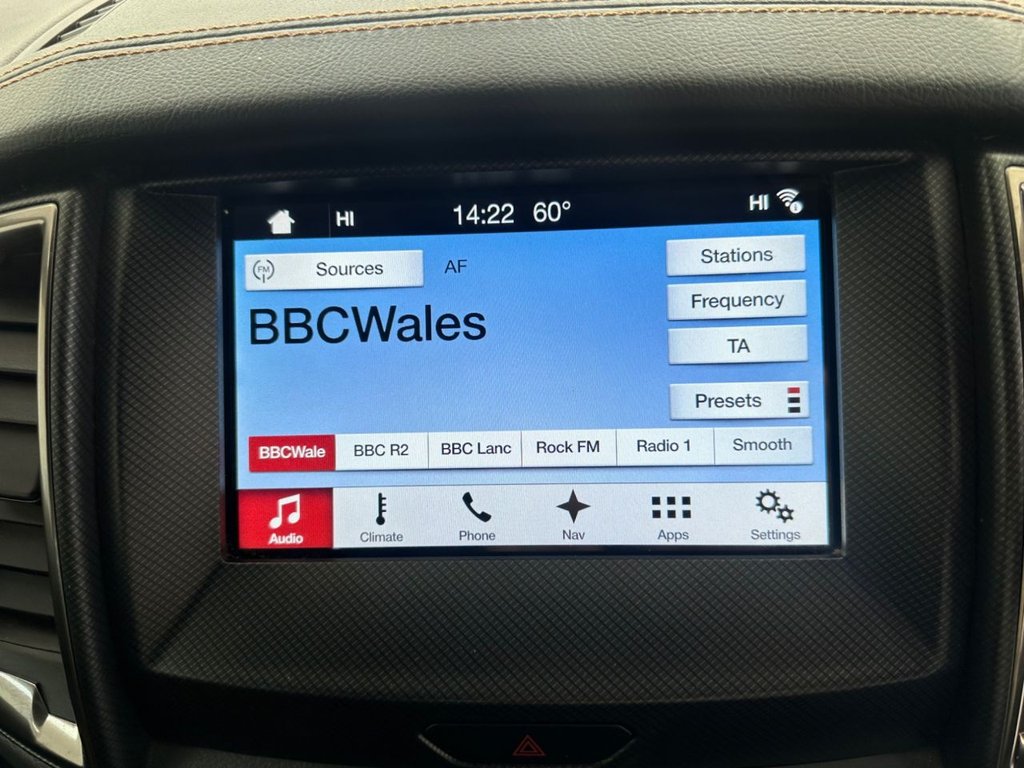 HI 14:22 60° HI
FM Sources AF Stations
BBCWales
Frequency
TA
Presets
BBCWale BBC R2 BBC Lanc Rock FM Radio 1 Smooth
Audio Climate Phone Nav Apps Settings